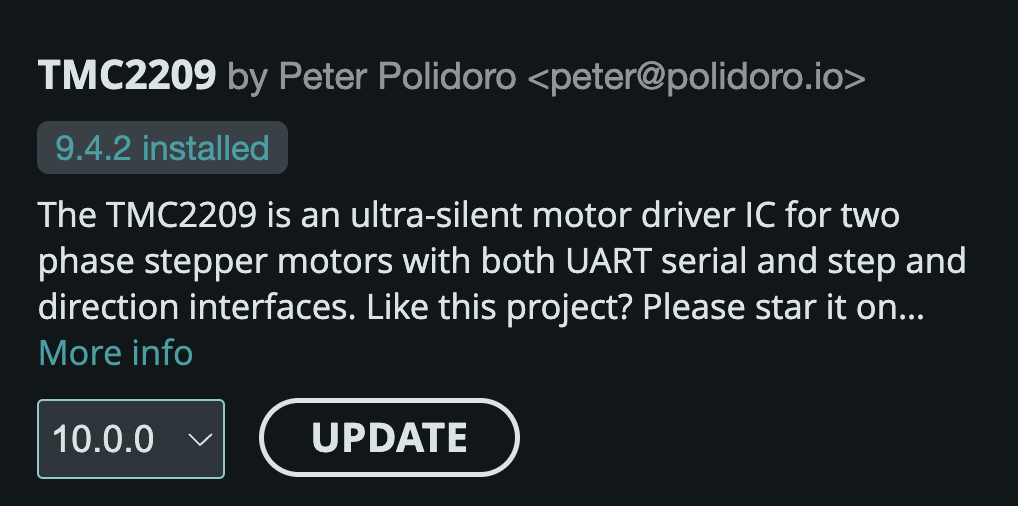 TMC2209 by Peter Polidoro <peter@polidoro.io>
9.4.2 installed
The TMC2209 is an ultra-silent motor driver IC for two
phase stepper motors with both UART serial and step and
direction interfaces. Like this project? Please star it on...
More info
10.0.0 UPDATE